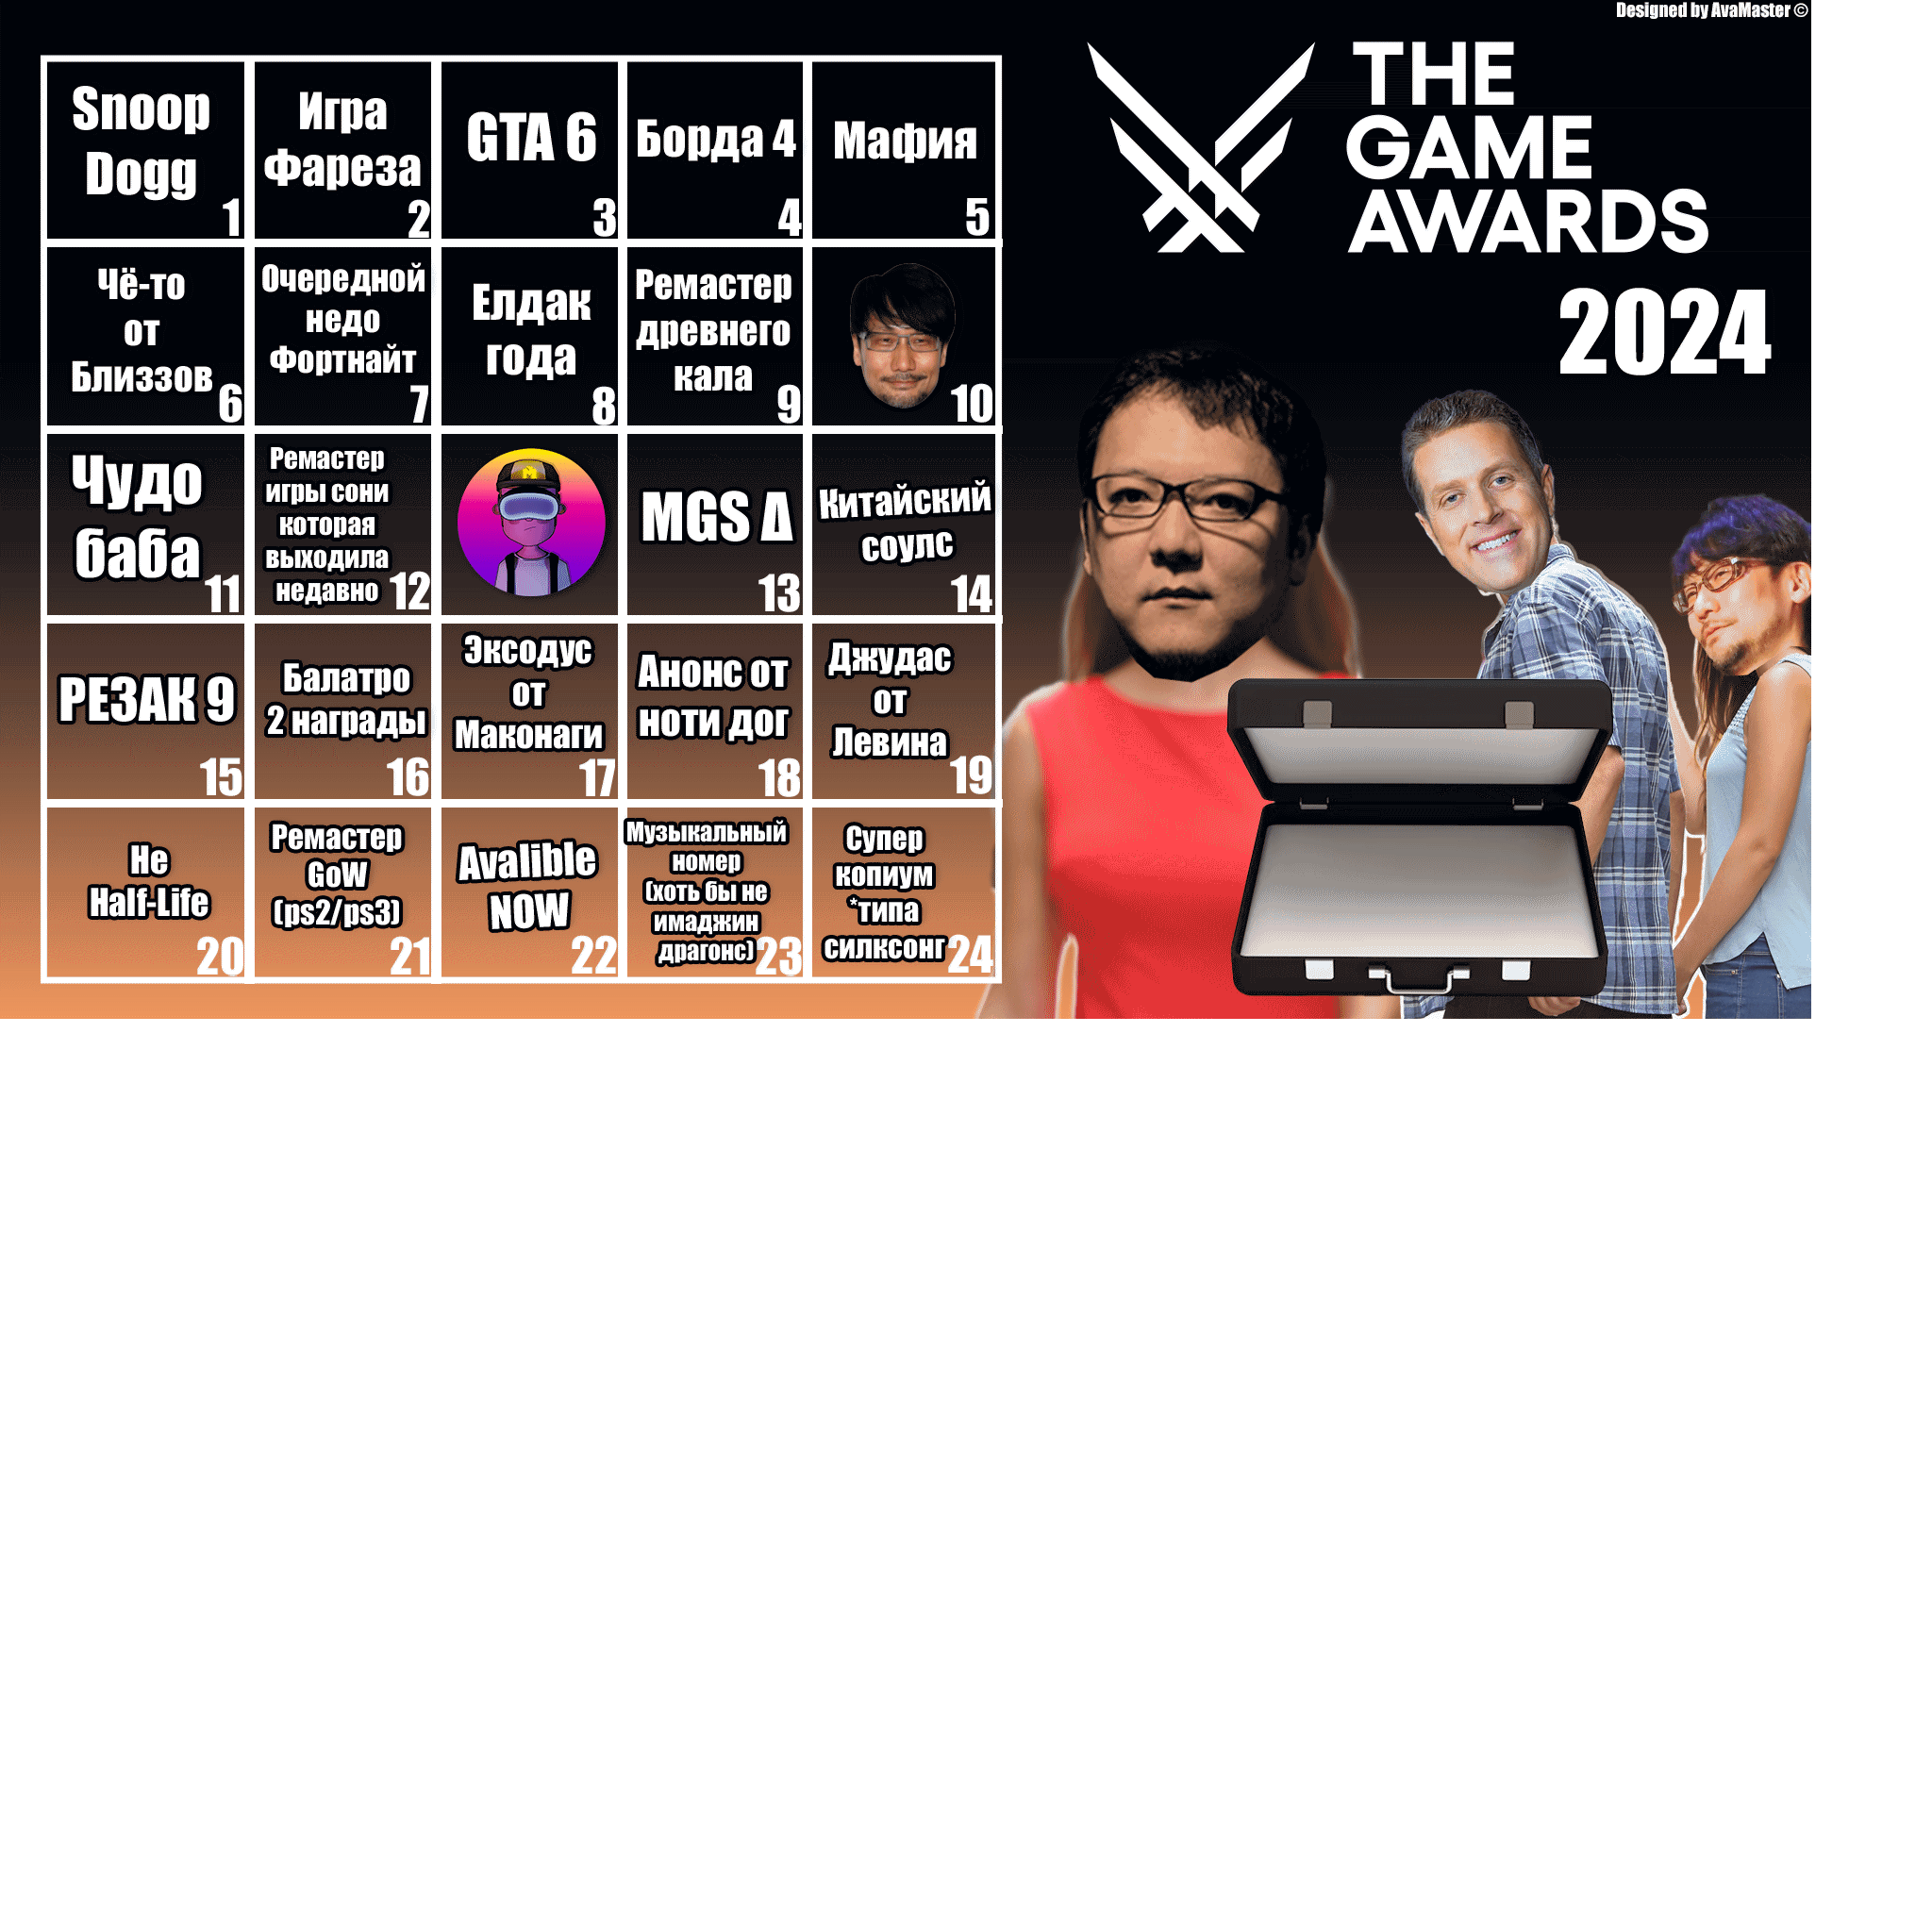 Designed by AvaMaster ©
THE
GAME
AWARDS
2024
Snoop
Dogg
1
Игра
Фареза
2
GTA 6
3
Борда 4
4
Мафия
5
Чё-то
от
Близзов
6
Очередной
недо
Фортнайт
7
Елдак
года
8
Ремастер
древнего
кала
9
10
Чудо
баба
11
Ремастер
игры сони
которая
выходила
недавно
12
MGS Δ
13
Китайский
соулс
14
РЕЗАК 9
15
Балатро
2 награды
16
Эксодус
от
Маконаги
17
Анонс от
ноти дог
18
Джудас
от
Левина
19
Не
Half-Life
20
Ремастер
GoW
(ps2/ps3)
21
Avalible
NOW
22
Музыкальный
номер
(хоть бы не
имаджин
драгонс)
23
Супер
копиум
*типа
силксонг
24